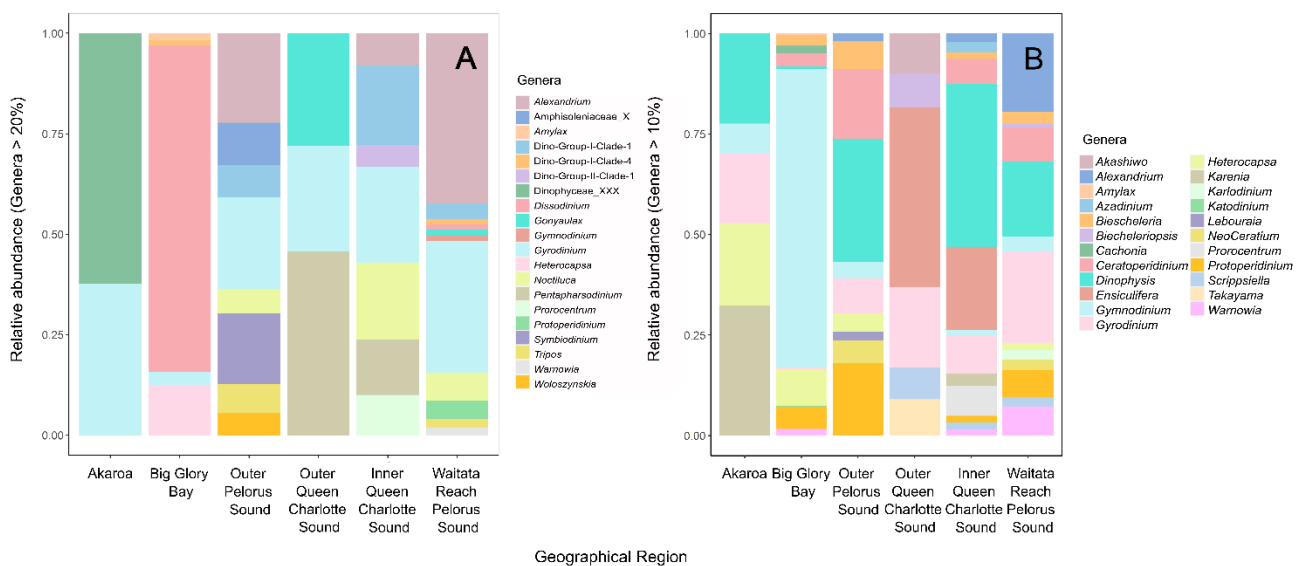 A
Relative abundance (Genera > 20%)
1.00
0.75
0.50
0.25
0.00
Akaroa
Big Glory
Bay
Outer
Pelorus
Sound
Outer
Queen
Charlotte
Sound
Inner
Queen
Charlotte
Sound
Waitata
Reach
Pelorus
Sound
Genera
Alexandrium
Amphisoleniaceae_X
Amylax
Dino-Group-I-Clade-1
Dino-Group-I-Clade-4
Dino-Group-II-Clade-1
Dinophyceae_XXX
Dissodinium
Gonyaulax
Gymnodinium
Gyrodinium
Heterocapsa
Noctiluca
Pentapharsodinium
Prorocentrum
Protoperidinium
Symbiodinium
Tripos
Warnowia
Woloszynskia
B
Relative abundance (Genera > 10%)
1.00
0.75
0.50
0.25
0.00
Akaroa
Big Glory
Bay
Outer
Pelorus
Sound
Outer
Queen
Charlotte
Sound
Inner
Queen
Charlotte
Sound
Waitata
Reach
Pelorus
Sound
Genera
Akashiwo
Alexandrium
Amylax
Azadinium
Biescheleria
Biecheleriopsis
Cachonia
Ceratoperidinium
Dinophysis
Ensiculifera
Gymnodinium
Gyrodinium
Heterocapsa
Karenia
Karlodinium
Katodinium
Lebouraia
NeoCeratium
Prorocentrum
Protoperidinium
Scrippsiella
Takayama
Warnowia
Geographical Region